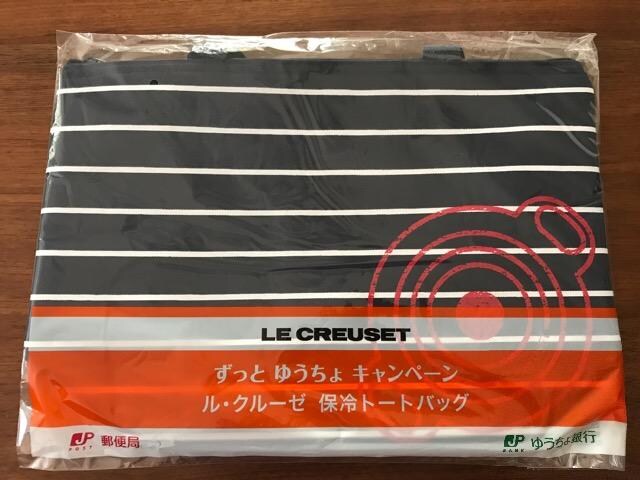 LE CREUSET
ずっと ゆうちょ キャンペーン
ル・クルーゼ 保冷トートバッグ
JP 郵便局
POST
JP ゆうちょ銀行
BANK